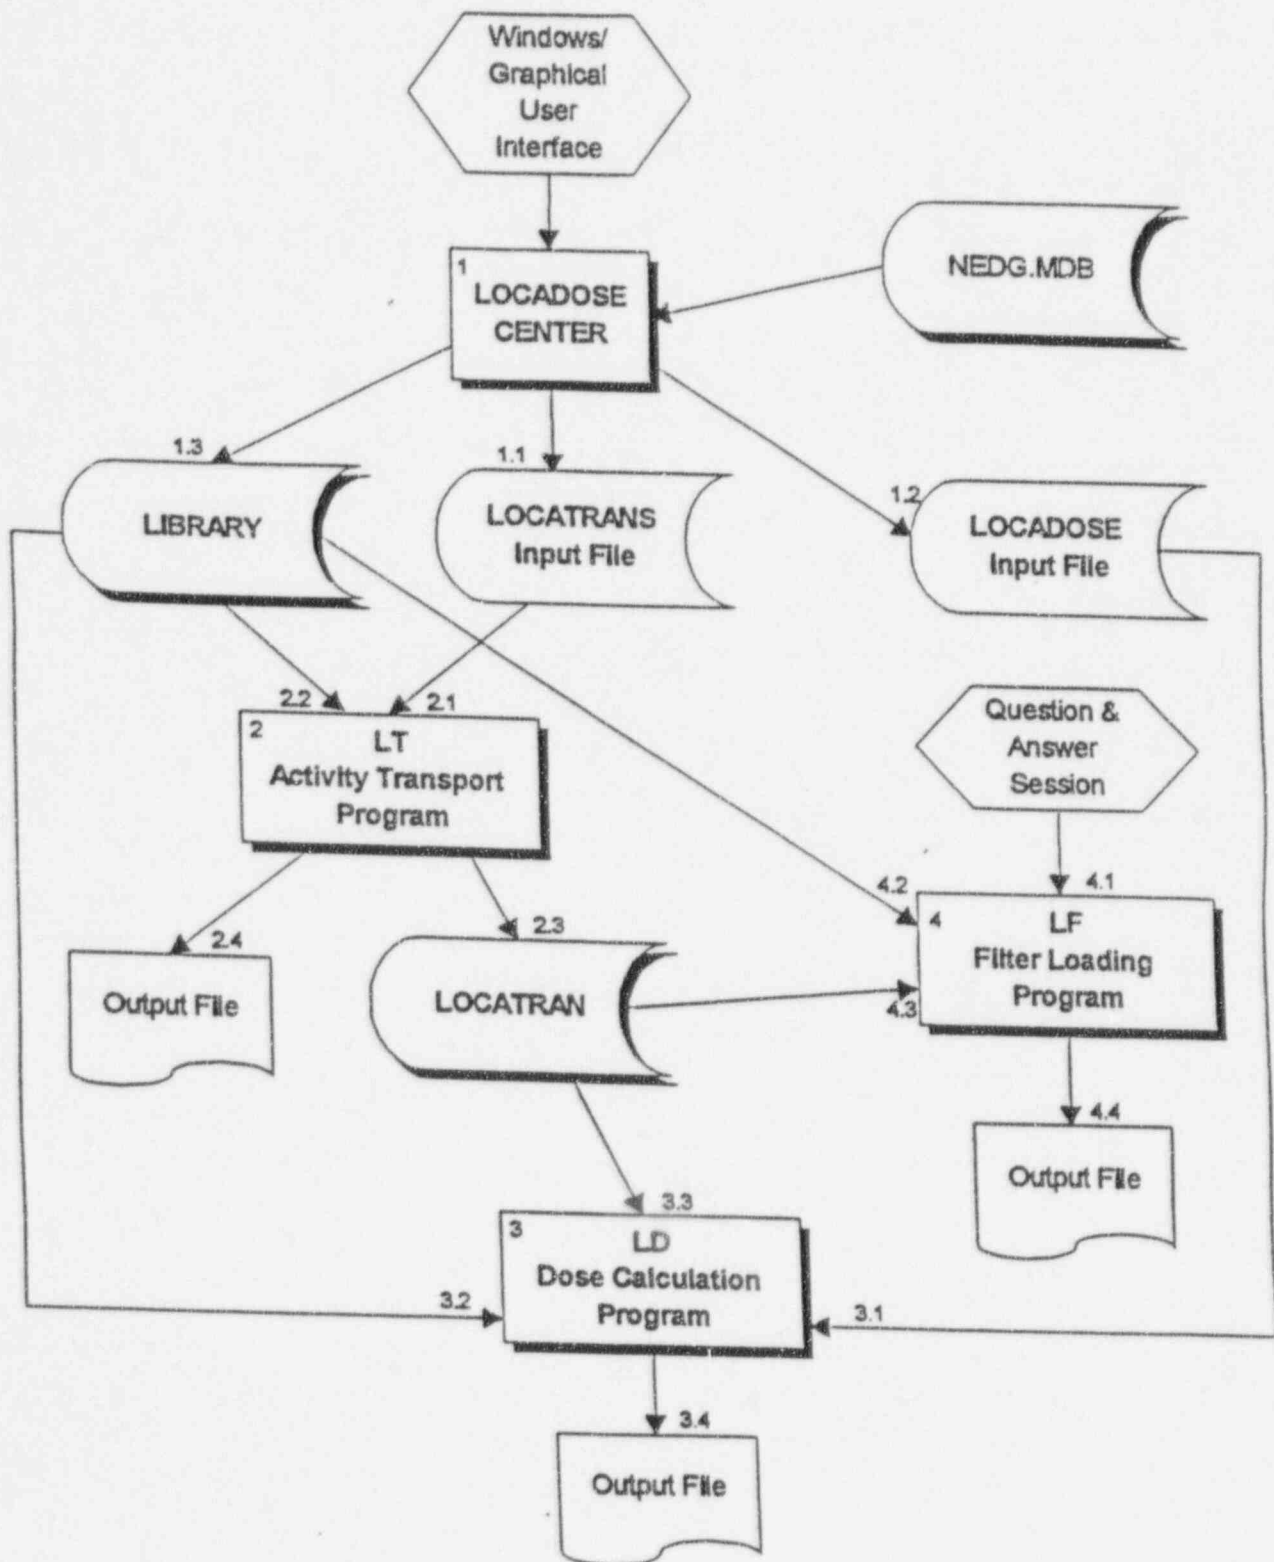 Windows/
Graphical
User
Interface
1
LOCADOSE
CENTER
NEDG.MDB
1.3
1.1
1.2
LIBRARY
LOCATRANS
Input File
LOCADOSE
Input File
2.2
2.1
2
LT
Activity Transport
Program
Question &
Answer
Session
4.2
4.1
4
LF
Filter Loading
Program
2.4
2.3
4.3
Output File
LOCATRAN
4.4
Output File
3.3
3
LD
Dose Calculation
Program
3.2
3.1
3.4
Output File